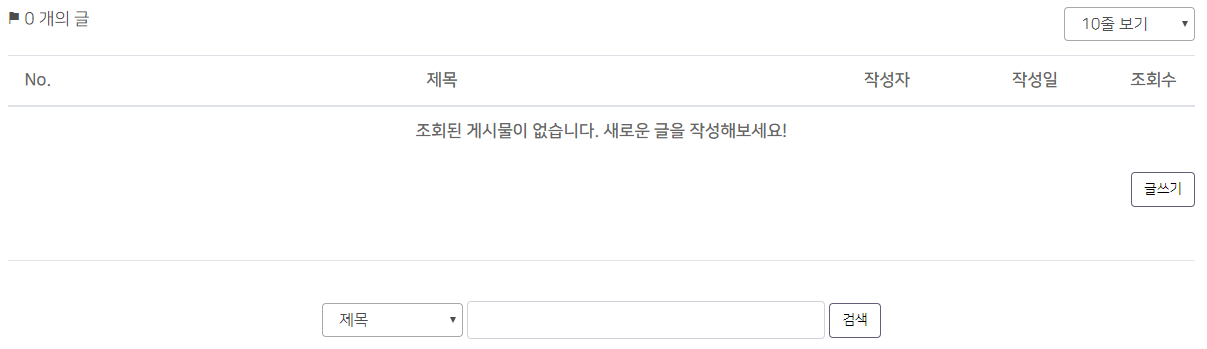 0 개의 글
10줄 보기
No. 제목 작성자 작성일 조회수
조회된 게시물이 없습니다. 새로운 글을 작성해보세요!
글쓰기
제목 검색